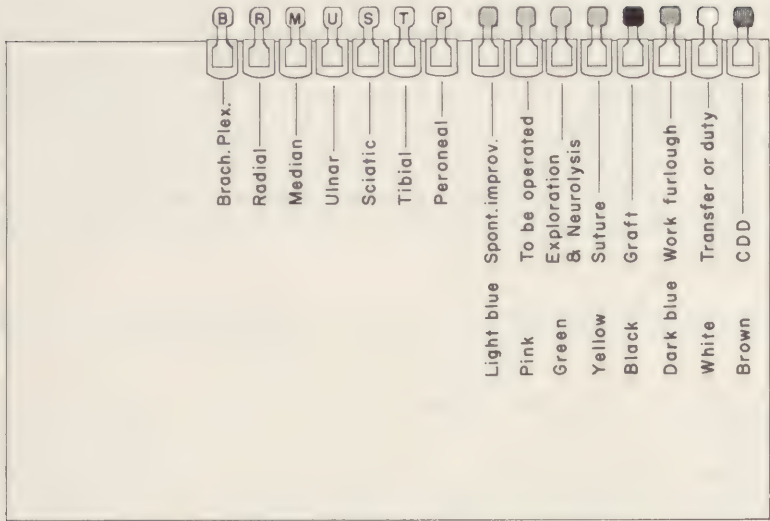 B R M U S T P
Brach. Plex.
Radial
Median
Ulnar
Sciatic
Tibial
Peroneal
Light blue Spont. improv.
Pink To be operated
Green Exploration
& Neurolysis
Yellow Suture
Black Graft
Dark blue Work furlough
White Transfer or duty
Brown CDD